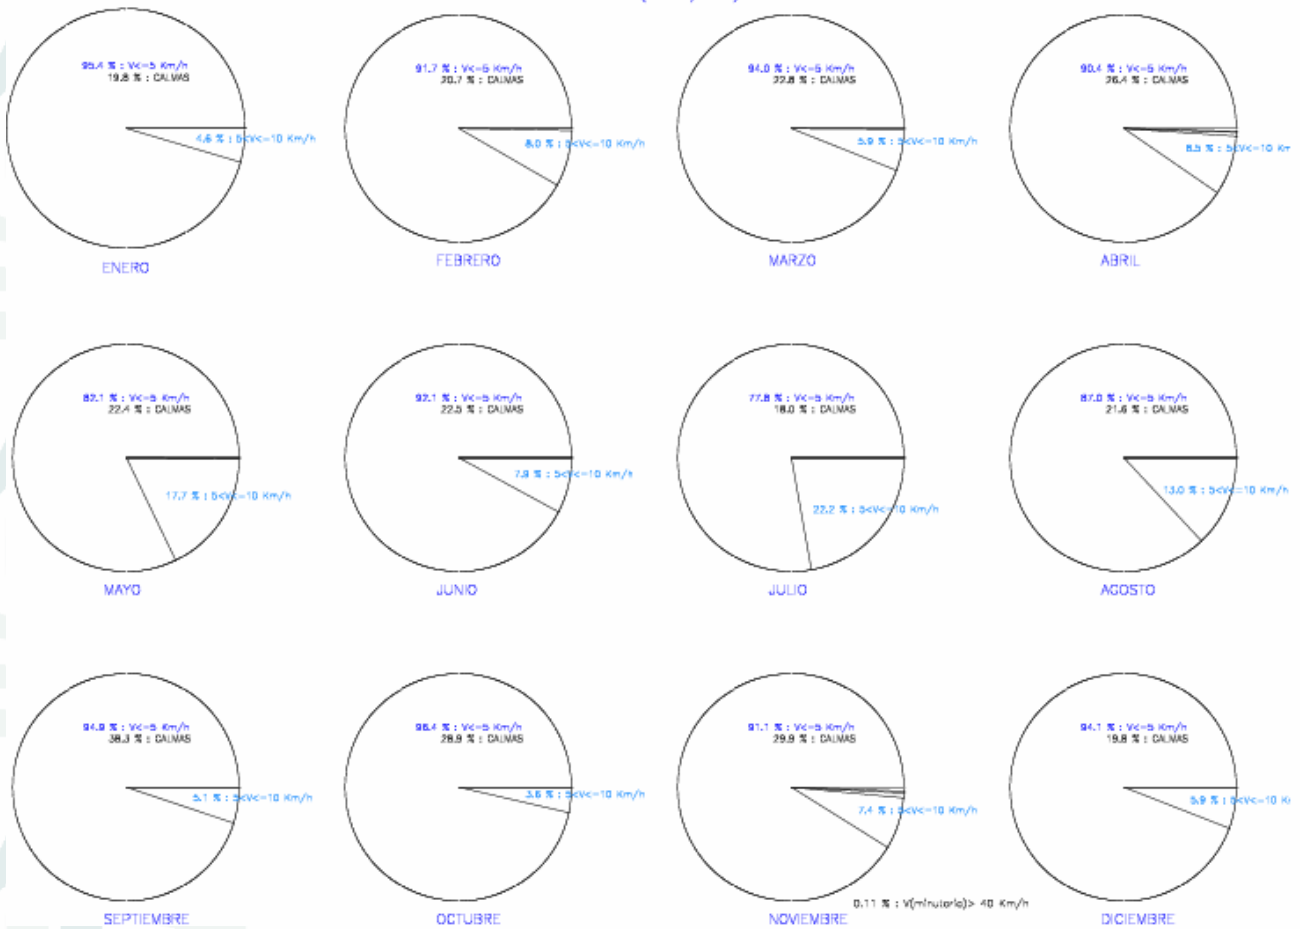 95.4 % : V<=5 Km/h
19.8 % : CALMAS
4.6 % : 5<V<=10 Km/h
ENERO
91.7 % : V<=5 Km/h
20.7 % : CALMAS
8.0 % : 5<V<=10 Km/h
FEBRERO
94.0 % : V<=5 Km/h
22.8 % : CALMAS
5.9 % : 5<V<=10 Km/h
MARZO
90.4 % : V<=5 Km/h
26.4 % : CALMAS
8.5 % : 5<V<=10 Km
ABRIL
82.1 % : V<=5 Km/h
22.4 % : CALMAS
17.7 % : 5<V<=10 Km/h
MAYO
92.1 % : V<=5 Km/h
22.5 % : CALMAS
7.9 % : 5<V<=10 Km/h
JUNIO
77.8 % : V<=5 Km/h
18.0 % : CALMAS
22.2 % : 5<V<=10 Km/h
JULIO
87.0 % : V<=5 Km/h
21.6 % : CALMAS
13.0 % : 5<V<=10 Km/h
AGOSTO
94.9 % : V<=5 Km/h
38.3 % : CALMAS
5.1 % : 5<V<=10 Km/h
SEPTIEMBRE
96.4 % : V<=5 Km/h
28.9 % : CALMAS
3.6 % : 5<V<=10 Km/h
OCTUBRE
91.1 % : V<=5 Km/h
29.9 % : CALMAS
7.4 % : 5<V<=10 Km/h
0.11 % : V(minutario)> 40 Km/h
NOVIEMBRE
94.1 % : V<=5 Km/h
19.8 % : CALMAS
5.9 % : 5<V<=10 K
DICIEMBRE